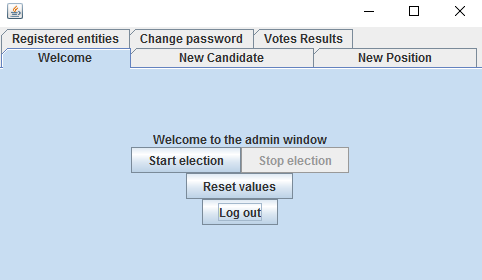 Registered entities Change password Votes Results
Welcome New Candidate New Position
Welcome to the admin window
Start election Stop election
Reset values
Log out